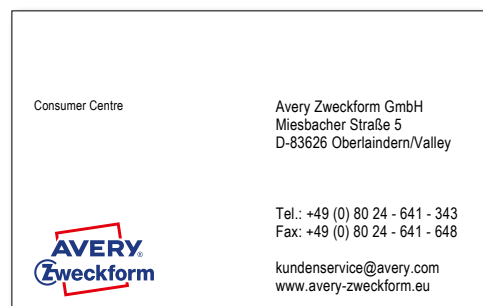 Consumer Centre
Avery Zweckform GmbH
Miesbacher Straße 5
D-83626 Oberlaindern/Valley
Tel.: +49 (0) 80 24 - 641 - 343
Fax: +49 (0) 80 24 - 641 - 648
AVERY®
Zweckform
kundenservice@avery.com
www.avery-zweckform.eu